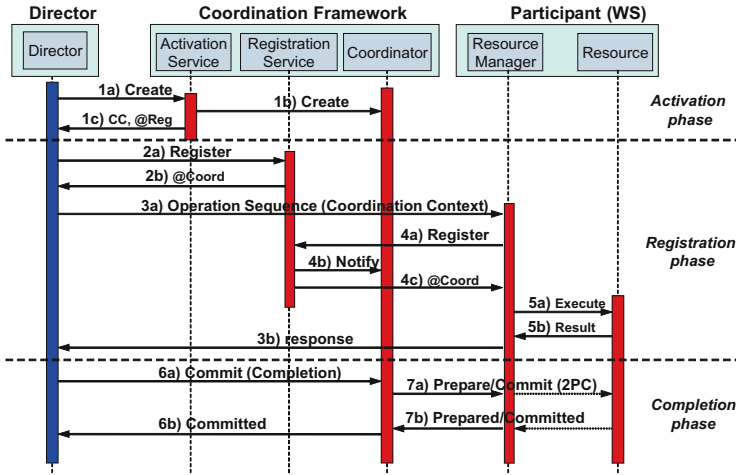 Director
Coordination Framework
Participant (WS)
Director
Activation
Service
Registration
Service
Coordinator
Resource
Manager
Resource
1a) Create
1b) Create
1c) CC, @Reg
Activation
phase
2a) Register
2b) @Coord
3a) Operation Sequence (Coordination Context)
4a) Register
4b) Notify
4c) @Coord
Registration
phase
5a) Execute
5b) Result
3b) response
6a) Commit (Completion)
7a) Prepare/Commit (2PC)
7b) Prepared/Committed
6b) Committed
Completion
phase